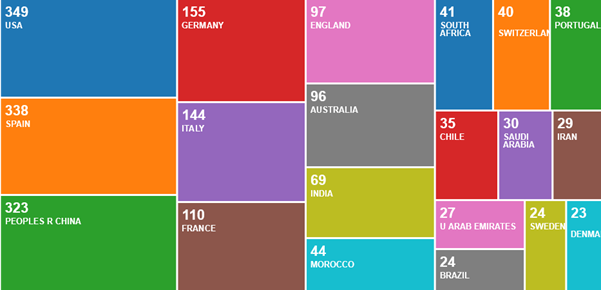 349
USA
338
SPAIN
323
PEOPLES R CHINA
155
GERMANY
144
ITALY
110
FRANCE
97
ENGLAND
96
AUSTRALIA
69
INDIA
44
MOROCCO
41
SOUTH
AFRICA
40
SWITZERLAN
38
PORTUGAL
35
CHILE
30
SAUDI
ARABIA
29
IRAN
27
U ARAB EMIRATES
24
BRAZIL
24
SWEDEN
23
DENMA